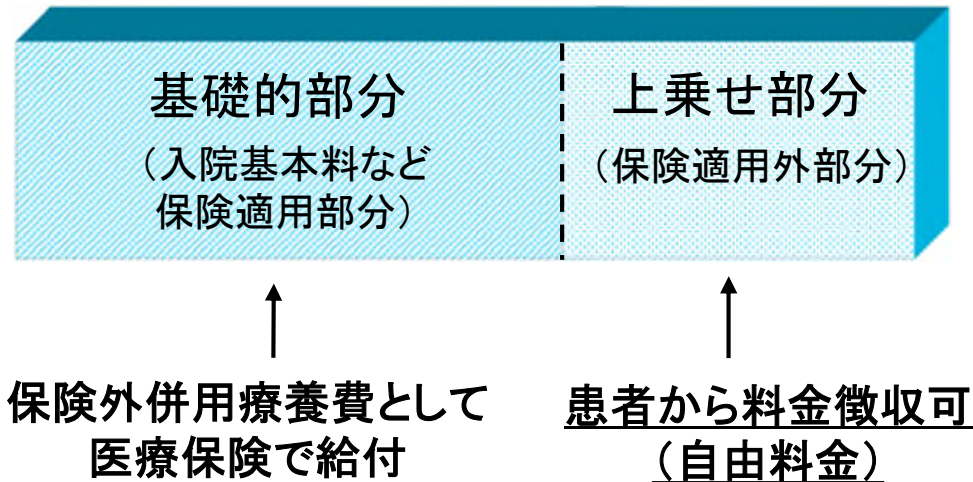 基礎的部分
（入院基本料など
保険適用部分）
上乗せ部分
（保険適用外部分）
保険外併用療養費として
医療保険で給付
患者から料金徴収可
（自由料金）